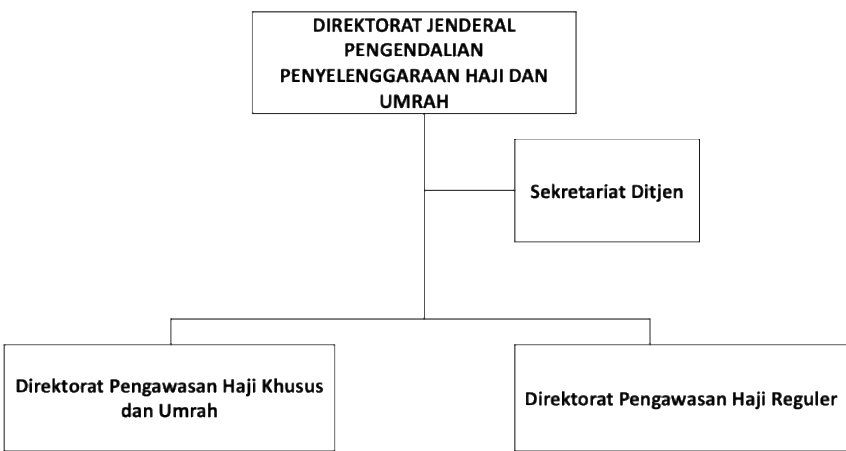 DIREKTORAT JENDERAL
PENGENDALIAN
PENYELENGGARAAN HAJI DAN
UMRAH
Sekretariat Ditjen
Direktorat Pengawasan Haji Khusus
dan Umrah
Direktorat Pengawasan Haji Reguler